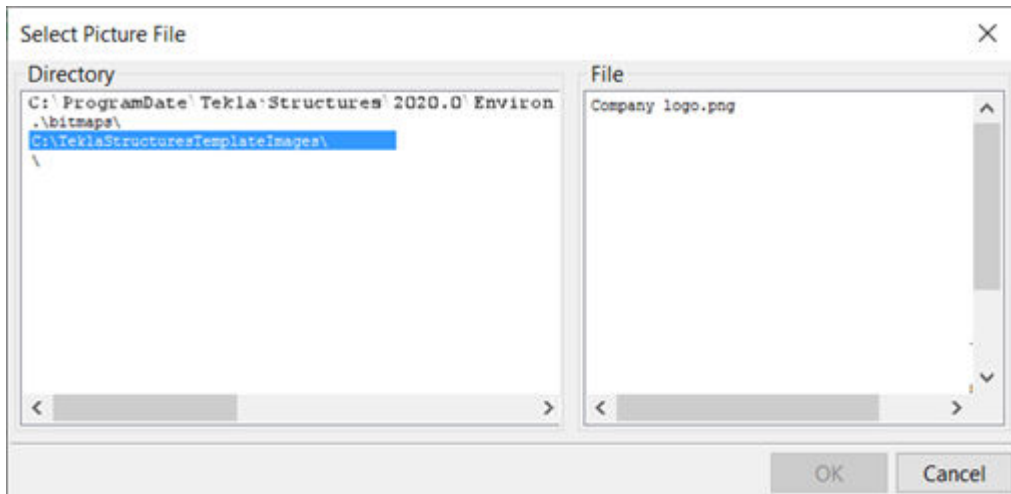 Select Picture File
Directory
C:\ProgramDate\Tekla Structures\2020.0\Environ
.\bitmaps\
C:\TeklaStructuresTemplateImages\
\
File
Company logo.png
OK
Cancel